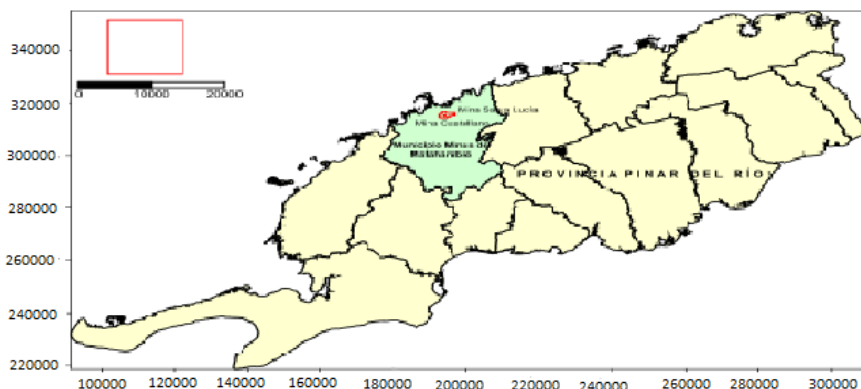 340000
320000
300000
280000
260000
240000
220000
0 10000 20000
Mina Santa Lucia
Mina Castellano
Municipio Minas de
Matahambre
PROVINCIA PINAR DEL RÍO
100000 120000 140000 160000 180000 200000 220000 240000 260000 280000 300000